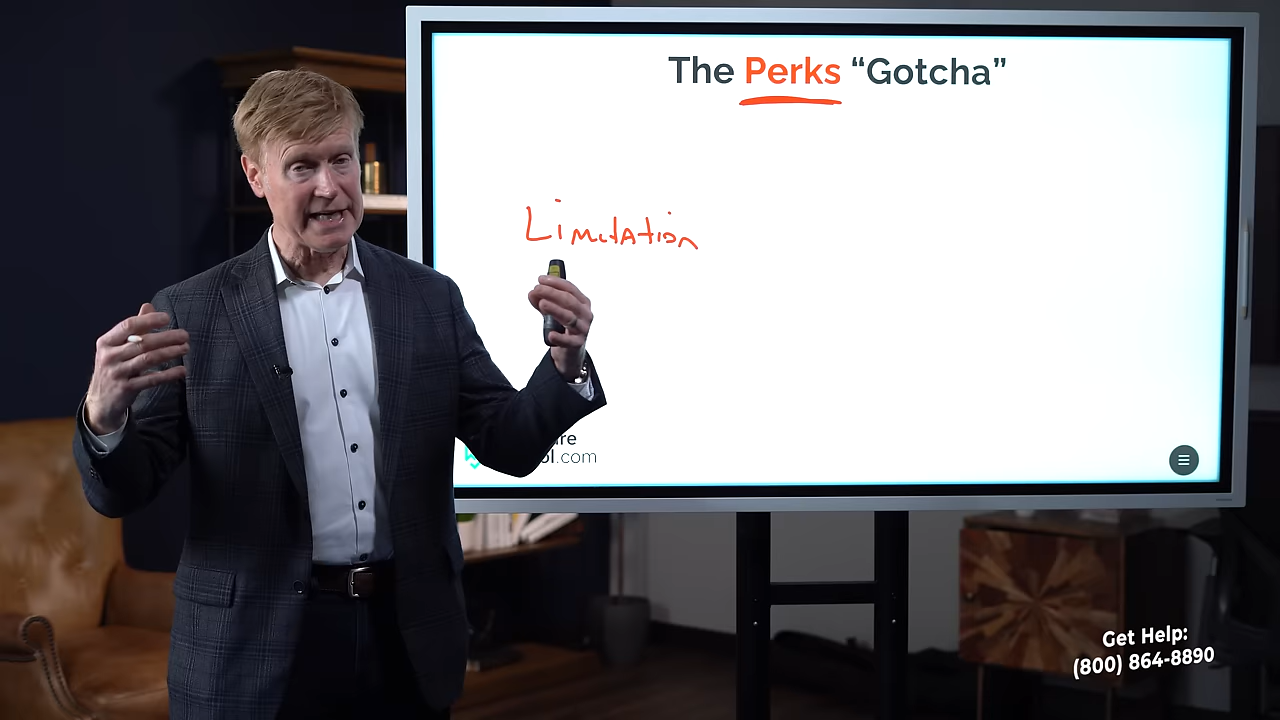 The Perks “Gotcha”
Limitation
.com
Get Help:
(800) 864-8890